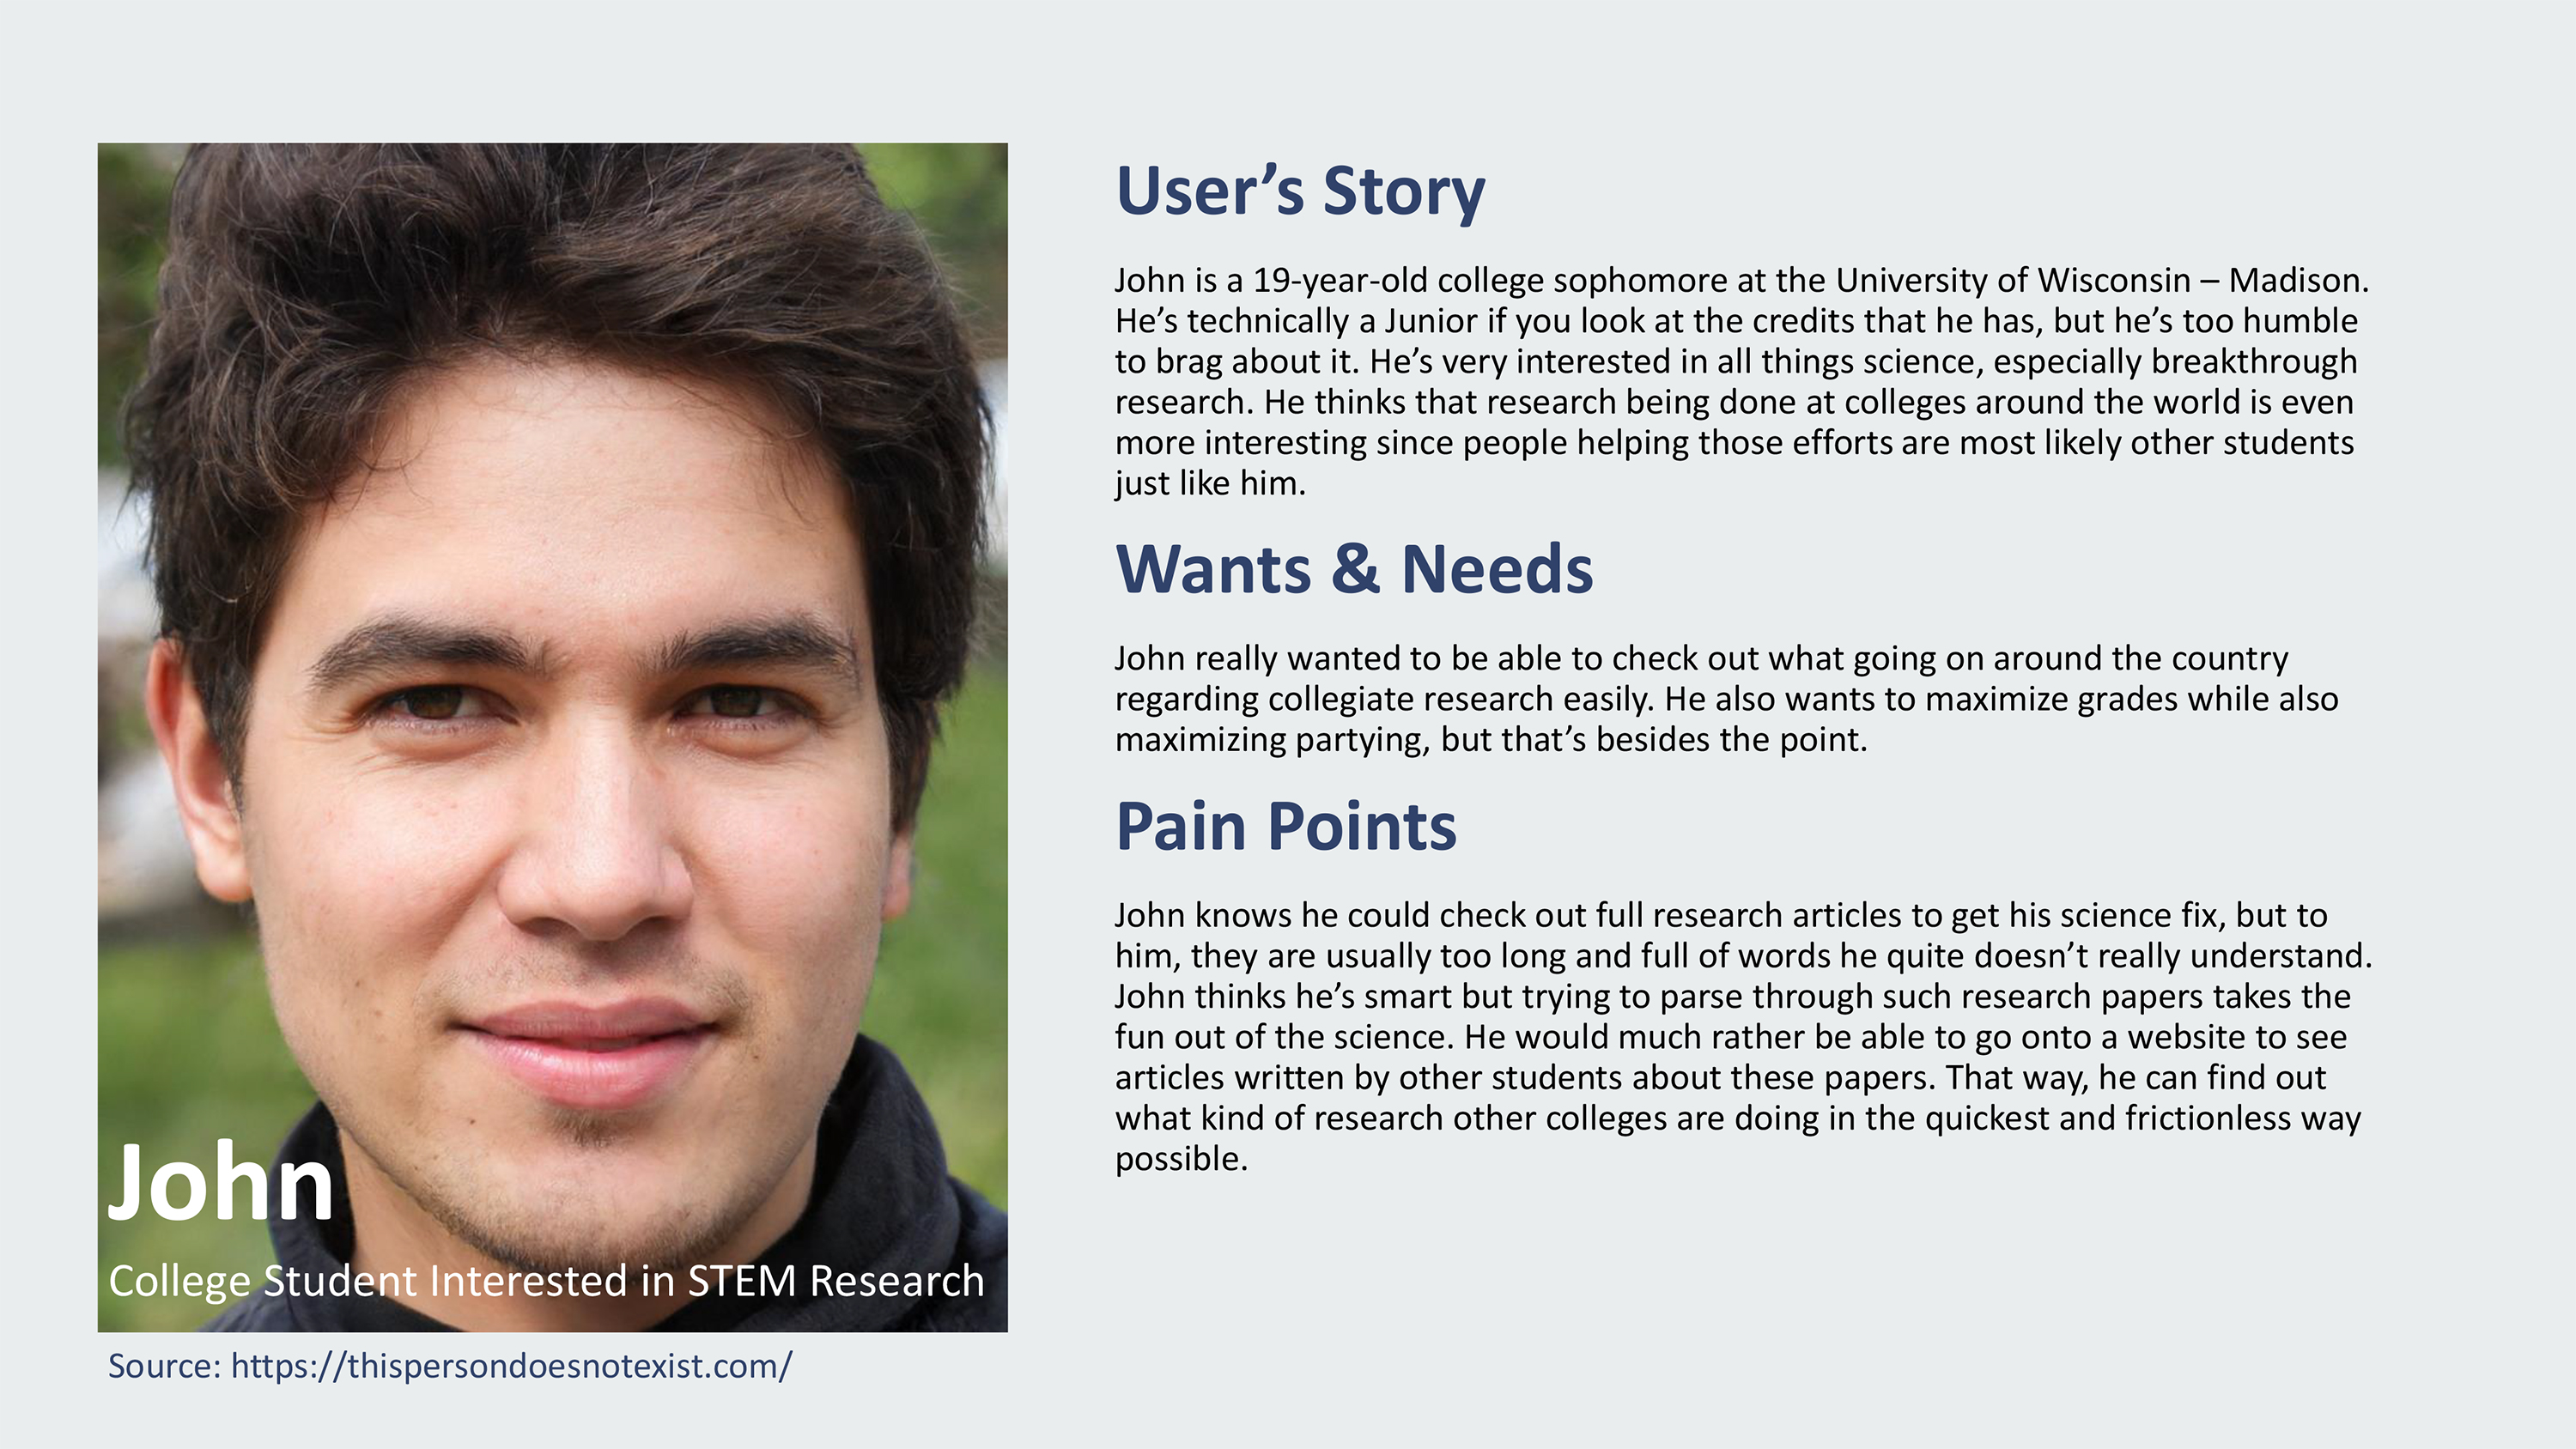 User’s Story
John is a 19-year-old college sophomore at the University of Wisconsin – Madison.
He’s technically a Junior if you look at the credits that he has, but he’s too humble
to brag about it. He’s very interested in all things science, especially breakthrough
research. He thinks that research being done at colleges around the world is even
more interesting since people helping those efforts are most likely other students
just like him.
Wants & Needs
John really wanted to be able to check out what going on around the country
regarding collegiate research easily. He also wants to maximize grades while also
maximizing partying, but that’s besides the point.
Pain Points
John knows he could check out full research articles to get his science fix, but to
him, they are usually too long and full of words he quite doesn’t really understand.
John thinks he’s smart but trying to parse through such research papers takes the
fun out of the science. He would much rather be able to go onto a website to see
articles written by other students about these papers. That way, he can find out
what kind of research other colleges are doing in the quickest and frictionless way
possible.
John
College Student Interested in STEM Research
Source: https://thispersondoesnotexist.com/